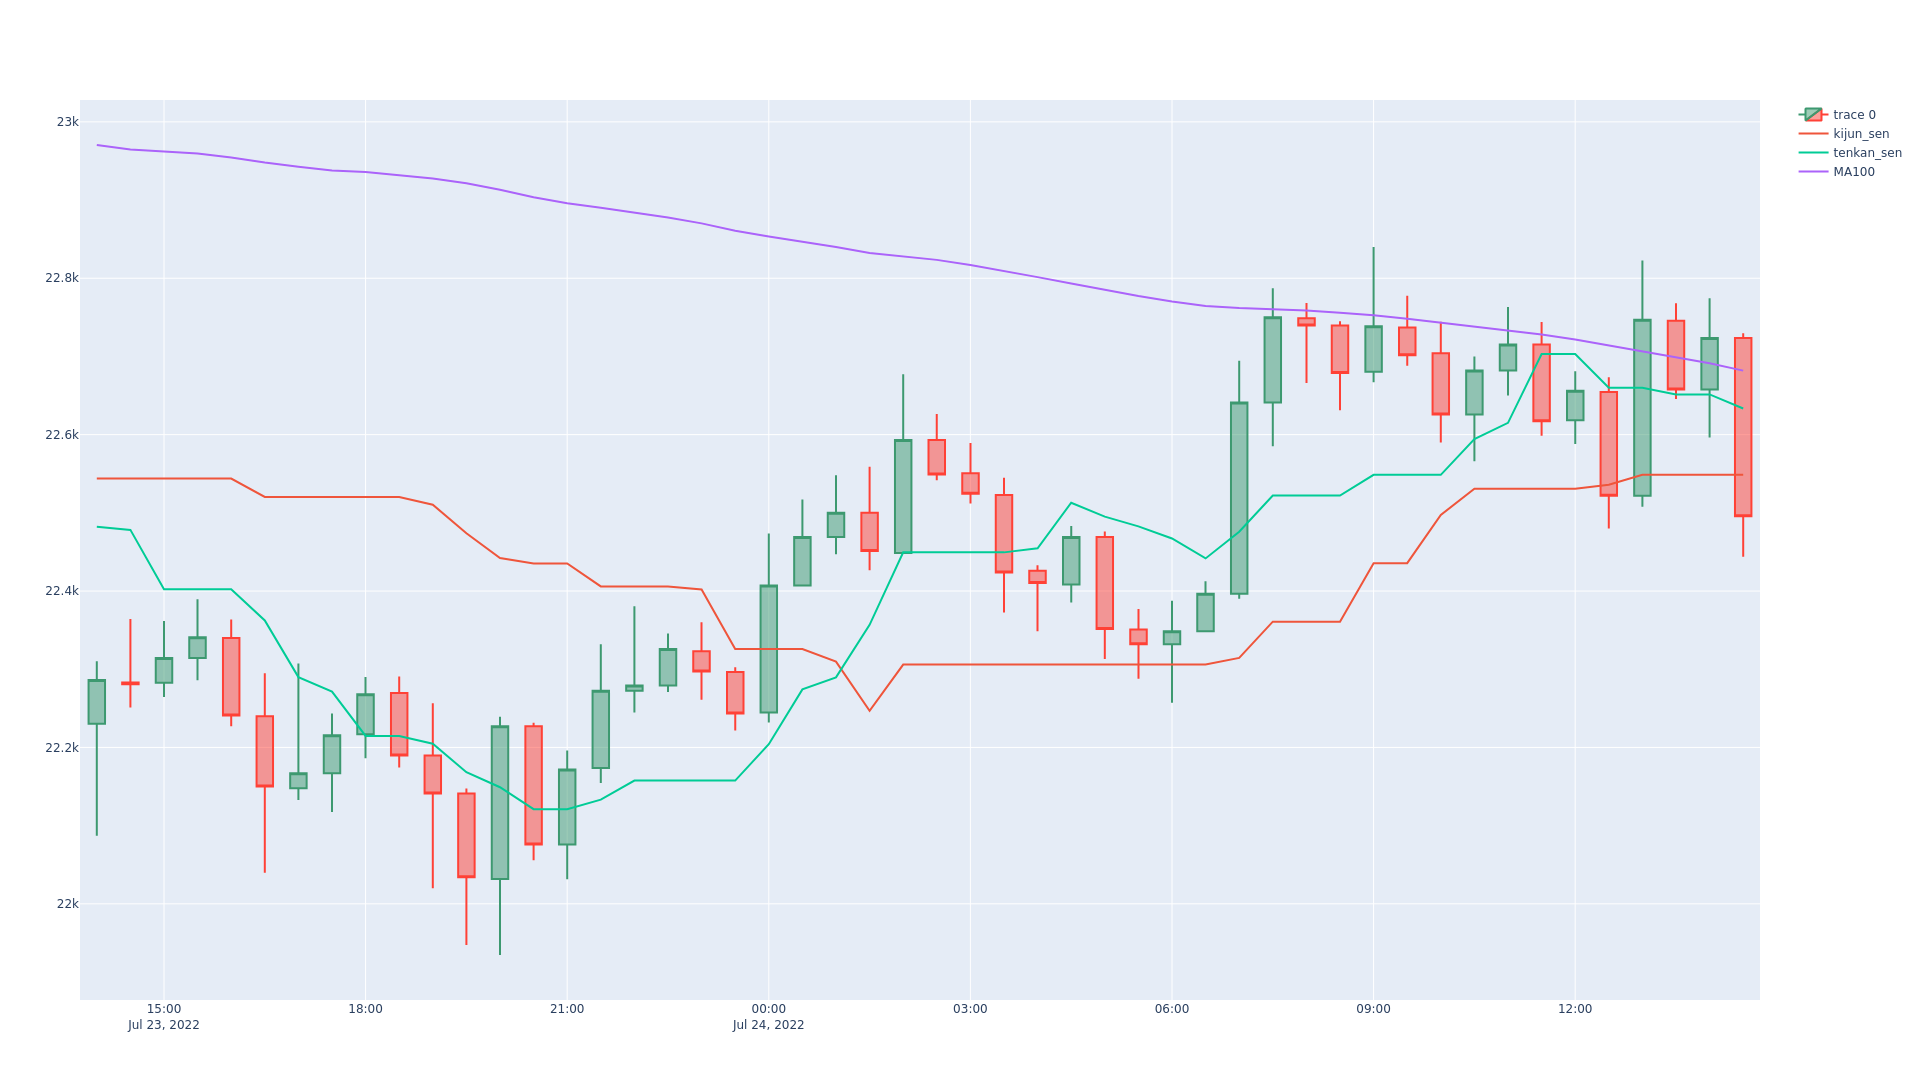 23k
22.8k
22.6k
22.4k
22.2k
22k
15:00
Jul 23, 2022
18:00
21:00
00:00
Jul 24, 2022
03:00
06:00
09:00
12:00
trace 0
kijun_sen
tenkan_sen
MA100